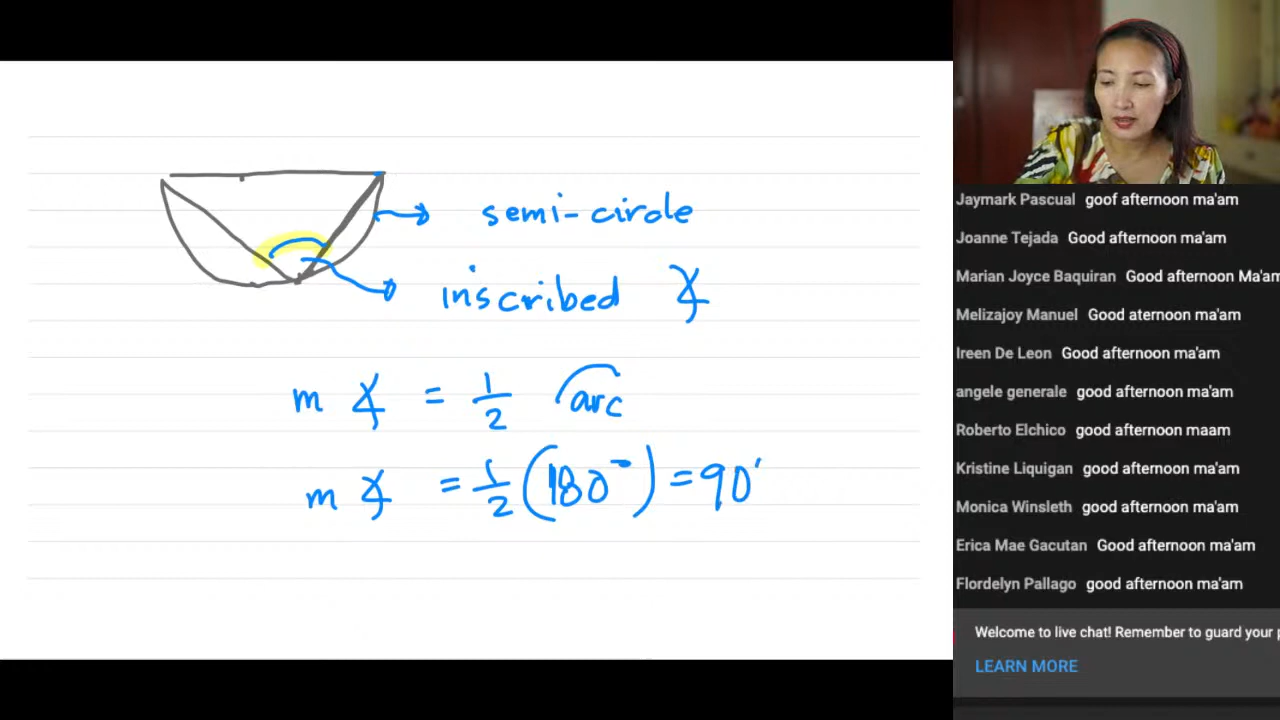 semi-circle
inscribed ∡
m ∡ = 1/2 arc
m ∡ = 1/2 (180°) = 90°
Jaymark Pascual goof afternoon ma'am
Joanne Tejada Good afternoon ma'am
Marian Joyce Baquiran Good afternoon Ma'am
Melizajoy Manuel Good aternoon ma'am
Ireen De Leon Good afternoon ma'am
angele generale good afternoon ma'am
Roberto Elchico good afternoon maam
Kristine Liquigan good afternoon ma'am
Monica Winsleth good afternoon ma'am
Erica Mae Gacutan Good afternoon ma'am
Flordelyn Pallago good afternoon ma'am
Welcome to live chat! Remember to guard your
LEARN MORE